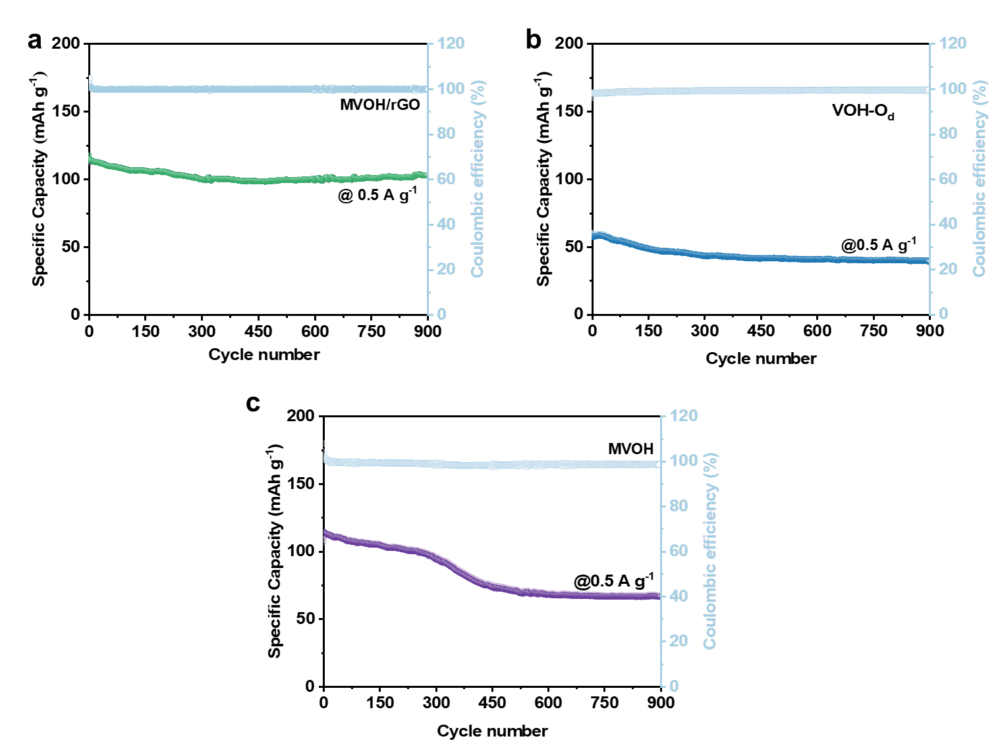 a
200
150
100
50
0
Specific Capacity (mAh g⁻¹)
MVOH/rGO
@ 0.5 A g⁻¹
120
100
80
60
40
20
0
Coulombic efficiency (%)
0 150 300 450 600 750 900
Cycle number
b
200
150
100
50
0
Specific Capacity (mAh g⁻¹)
VOH-O_d
@0.5 A g⁻¹
120
100
80
60
40
20
0
Coulombic efficiency (%)
0 150 300 450 600 750 900
Cycle number
c
200
150
100
50
0
Specific Capacity (mAh g⁻¹)
MVOH
@0.5 A g⁻¹
120
100
80
60
40
20
0
Coulombic efficiency (%)
0 150 300 450 600 750 900
Cycle number